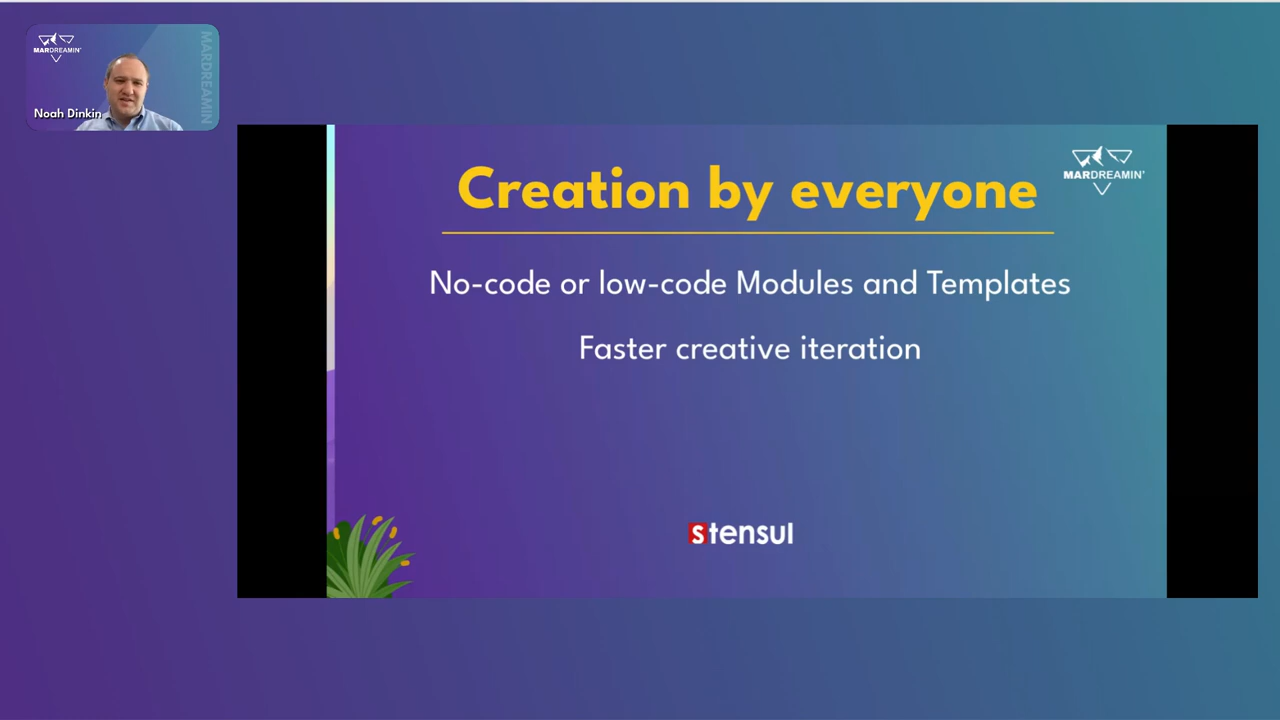 MARDREAMIN'
MARDREAMIN
Noah Dinkin
Creation by everyone
MARDREAMIN'
No-code or low-code Modules and Templates
Faster creative iteration
stensul